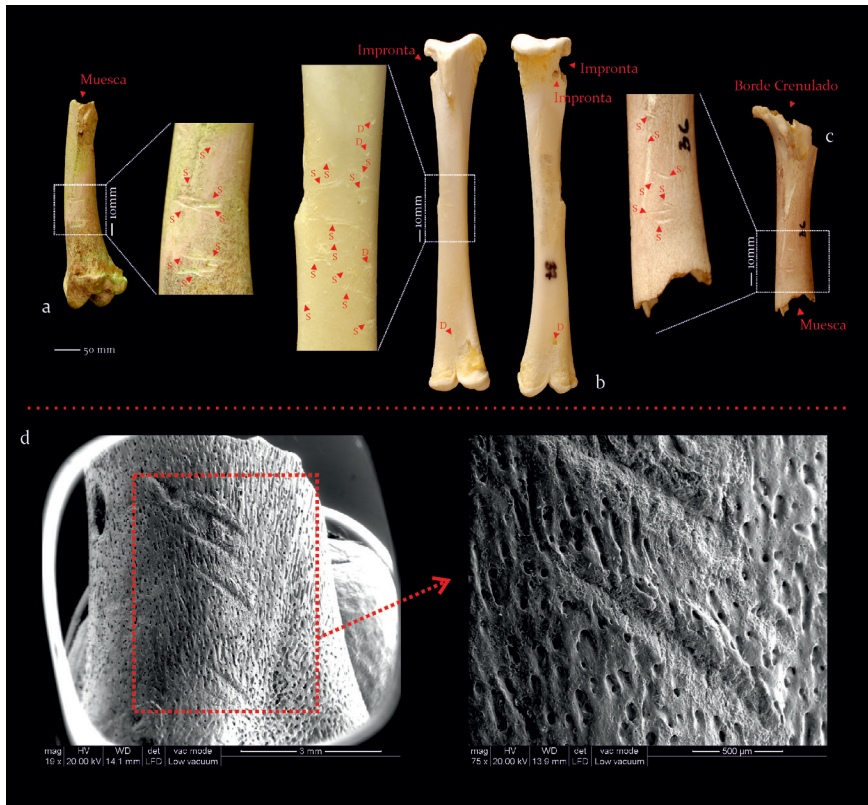 Muesca
S
S
S
S
S
S
S
10mm
a
50 mm
D
D
S
S
S
S
S
S
S
S
D
S
S
S
S
S
Impronta
Impronta
Impronta
10mm
D
D
b
S
S
S
S
S
S
S
BC
Borde Crenulado
c
10mm
Muesca
d
mag HV WD det vac mode 3 mm
19 x 20.00 kV 14.1 mm LFD Low vacuum
mag HV WD det vac mode 500 µm
75 x 20.00 kV 13.9 mm LFD Low vacuum